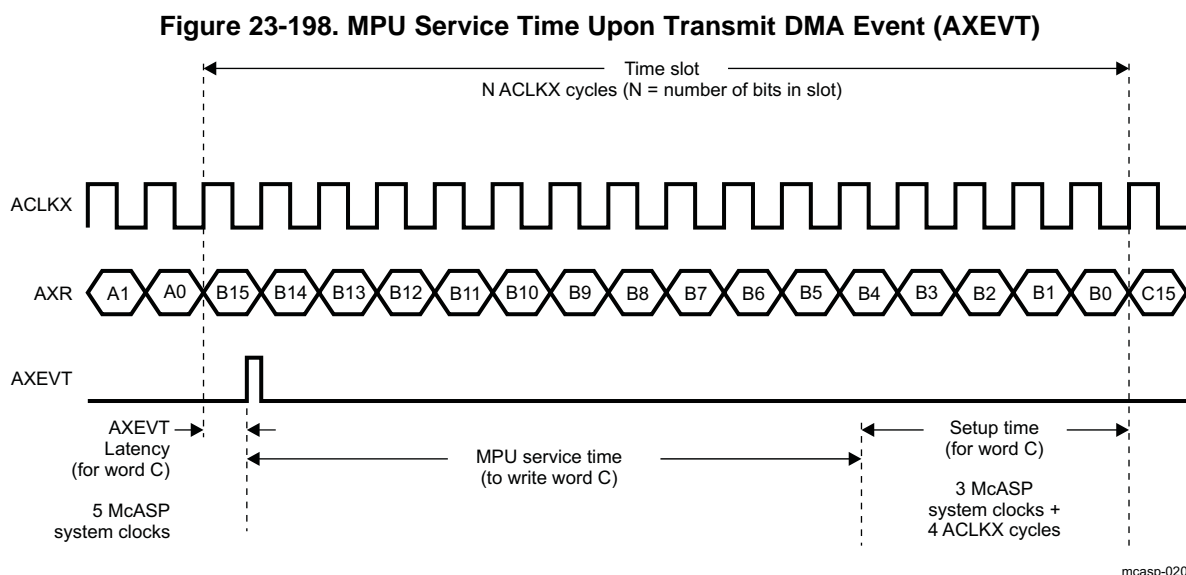 Figure 23-198. MPU Service Time Upon Transmit DMA Event (AXEVT)
Time slot
N ACLKX cycles (N = number of bits in slot)
ACLKX
AXR A1 A0 B15 B14 B13 B12 B11 B10 B9 B8 B7 B6 B5 B4 B3 B2 B1 B0 C15
AXEVT
AXEVT
Latency
(for word C)
5 McASP
system clocks
MPU service time
(to write word C)
Setup time
(for word C)
3 McASP
system clocks +
4 ACLKX cycles
mcasp-020